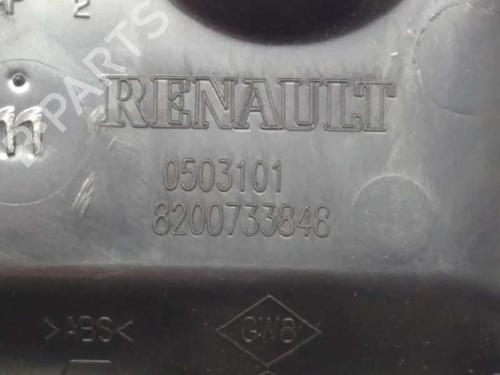 2
RENAULT
0503101
8200733848
>ABS<
GW8
B-PARTS